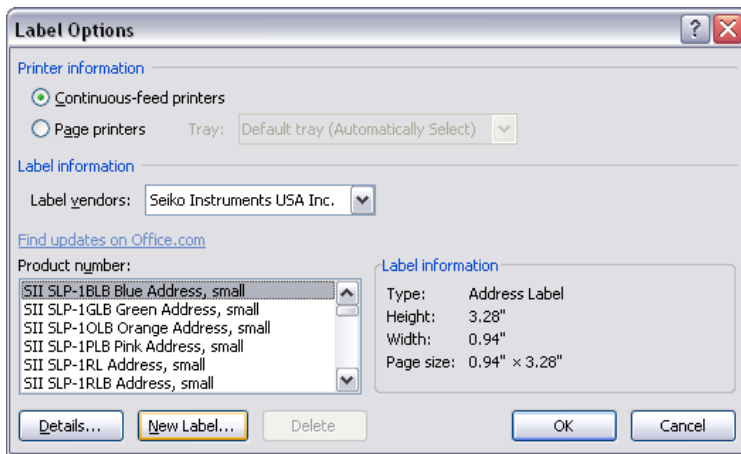 Label Options
Printer information
Continuous-feed printers
Page printers Tray: Default tray (Automatically Select)
Label information
Label vendors: Seiko Instruments USA Inc.
Find updates on Office.com
Product number:
SII SLP-1BLB Blue Address, small
SII SLP-1GLB Green Address, small
SII SLP-1OLB Orange Address, small
SII SLP-1PLB Pink Address, small
SII SLP-1RL Address, small
SII SLP-1RLB Address, small
Label information
Type: Address Label
Height: 3.28"
Width: 0.94"
Page size: 0.94" × 3.28"
Details... New Label... Delete OK Cancel